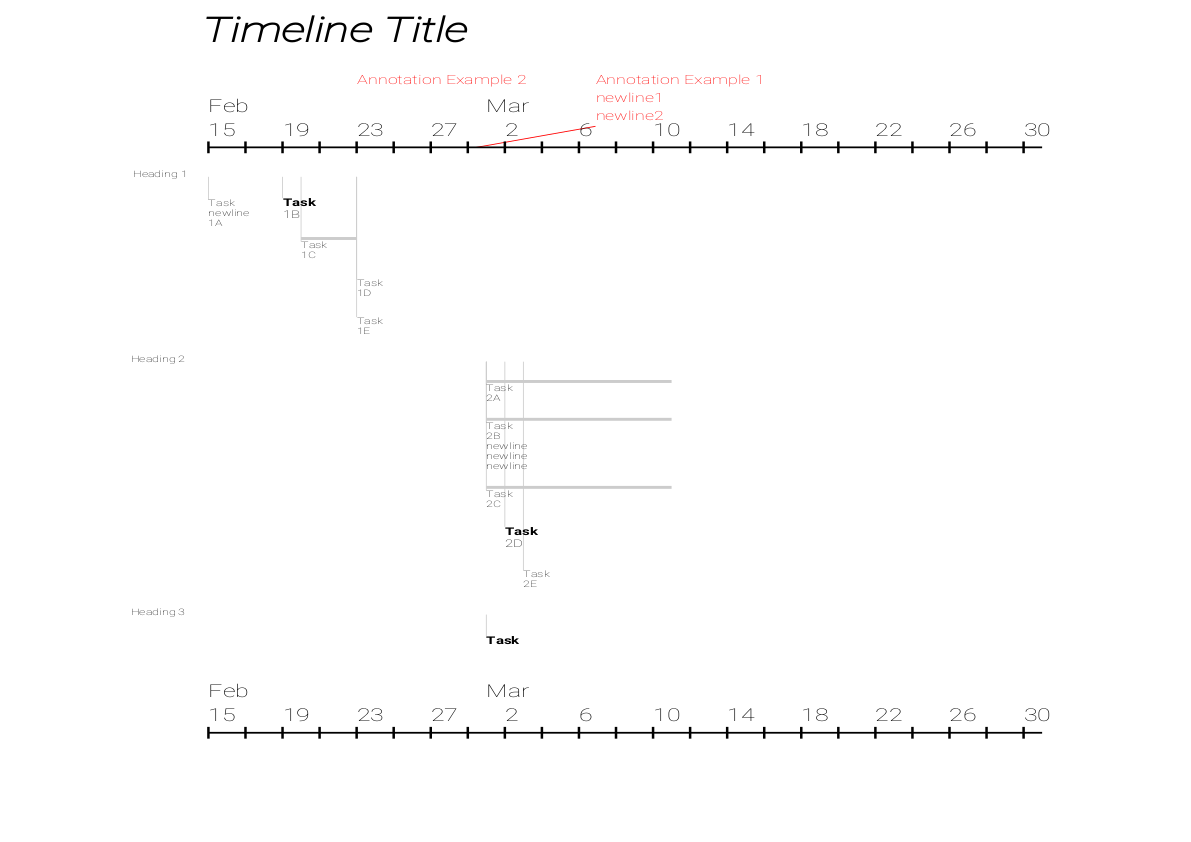 Timeline Title
Annotation Example 2
Annotation Example 1
newline1
newline2
Feb Mar
15 19 23 27 2 6 10 14 18 22 26 30
Heading 1
Task
newline
1A
Task
1B
Task
1C
Task
1D
Task
1E
Heading 2
Task
2A
Task
2B
newline
newline
newline
Task
2C
Task
2D
Task
2E
Heading 3
Task
Feb Mar
15 19 23 27 2 6 10 14 18 22 26 30